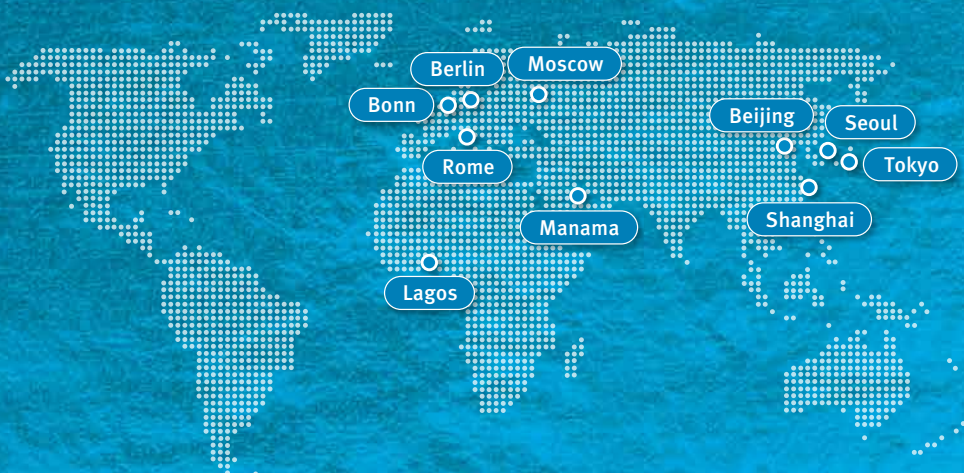 Berlin
Moscow
Bonn
Beijing
Seoul
Rome
Tokyo
Manama
Shanghai
Lagos